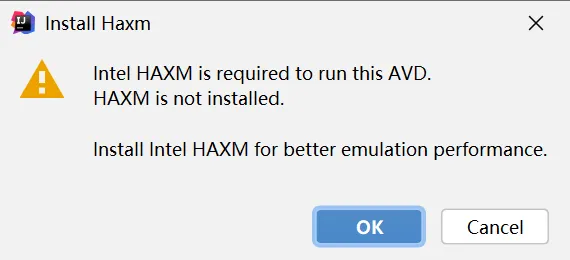 IJ
Install Haxm
Intel HAXM is required to run this AVD.
HAXM is not installed.
Install Intel HAXM for better emulation performance.
OK
Cancel